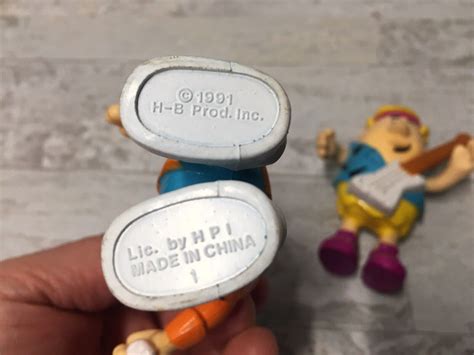 © 1991
H-B Prod. Inc.
Lic. by H P I
MADE IN CHINA
1